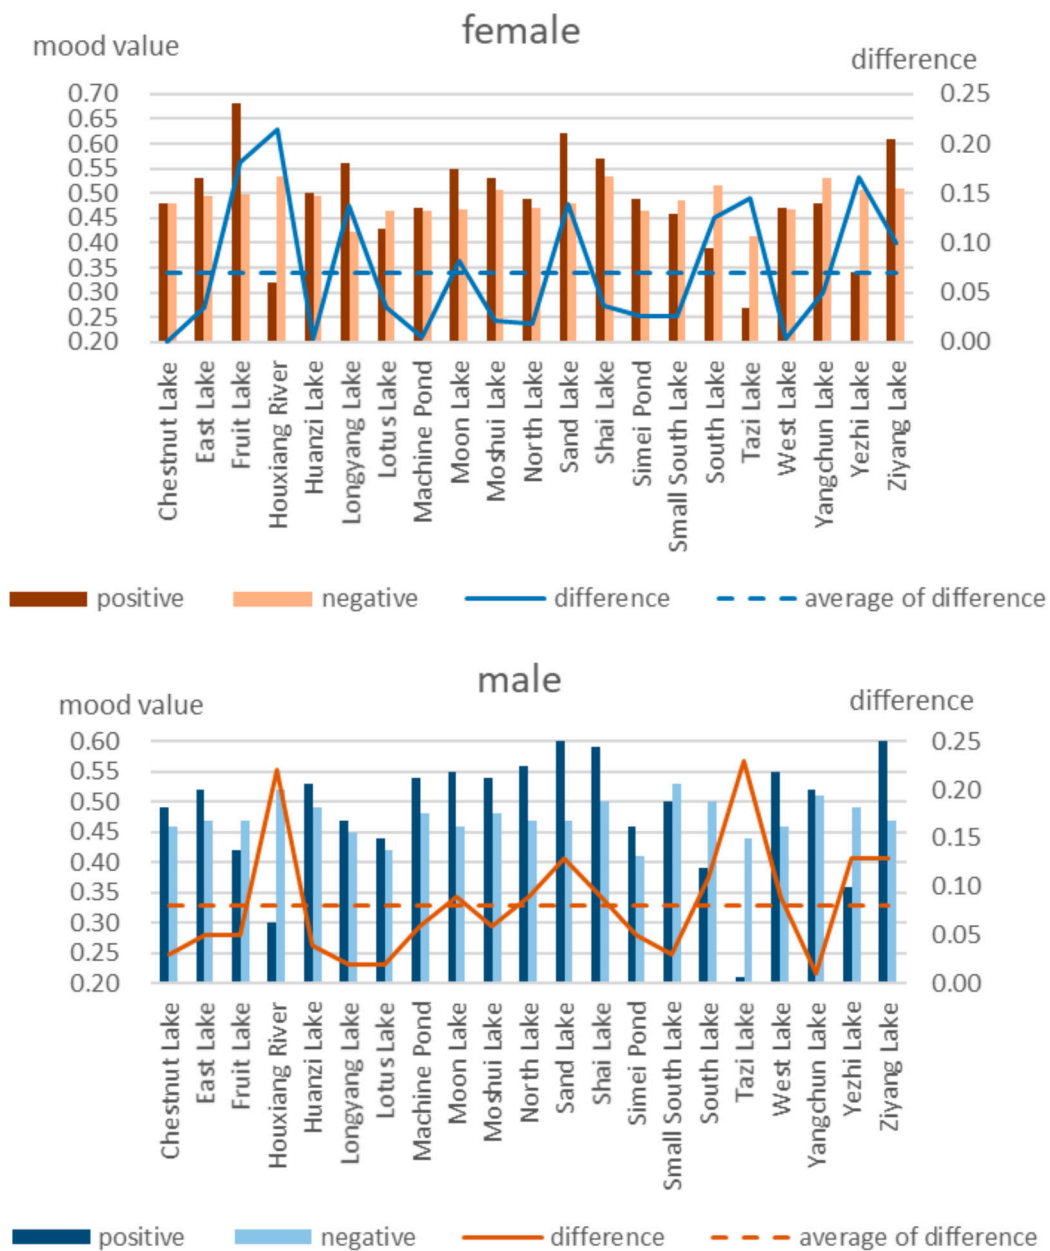 female
mood value
difference
0.70
0.65
0.60
0.55
0.50
0.45
0.40
0.35
0.30
0.25
0.20
0.25
0.20
0.15
0.10
0.05
0.00
Chestnut Lake
East Lake
Fruit Lake
Houxiang River
Huanzi Lake
Longyang Lake
Lotus Lake
Machine Pond
Moon Lake
Moshui Lake
North Lake
Sand Lake
Shai Lake
Simei Pond
Small South Lake
South Lake
Tazi Lake
West Lake
Yangchun Lake
Yezhi Lake
Ziyang Lake
positive negative difference average of difference
male
mood value
difference
0.60
0.55
0.50
0.45
0.40
0.35
0.30
0.25
0.20
0.25
0.20
0.15
0.10
0.05
0.00
Chestnut Lake
East Lake
Fruit Lake
Houxiang River
Huanzi Lake
Longyang Lake
Lotus Lake
Machine Pond
Moon Lake
Moshui Lake
North Lake
Sand Lake
Shai Lake
Simei Pond
Small South Lake
South Lake
Tazi Lake
West Lake
Yangchun Lake
Yezhi Lake
Ziyang Lake
positive negative difference average of difference